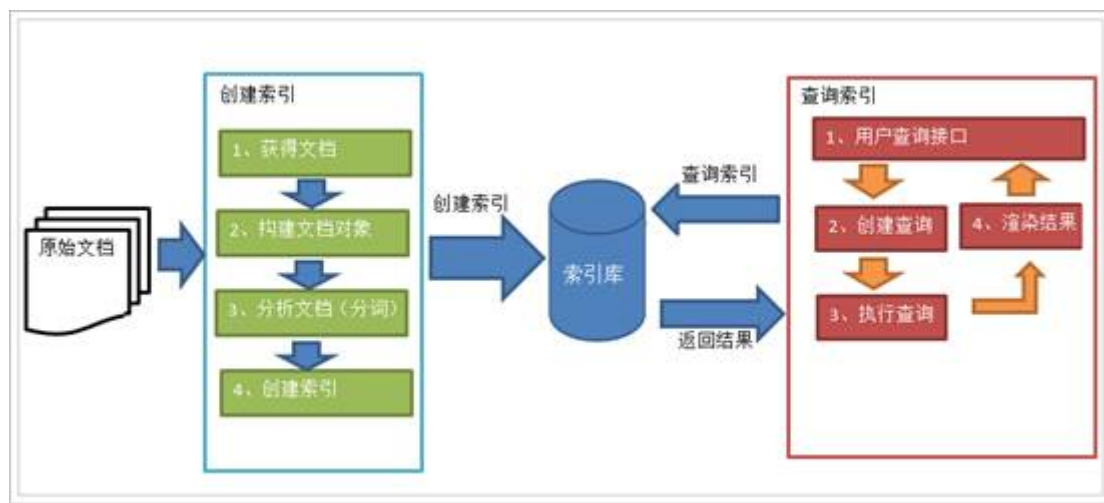 原始文档
创建索引
1、获得文档
2、构建文档对象
3、分析文档（分词）
4、创建索引
创建索引
索引库
查询索引
返回结果
查询索引
1、用户查询接口
2、创建查询
4、渲染结果
3、执行查询